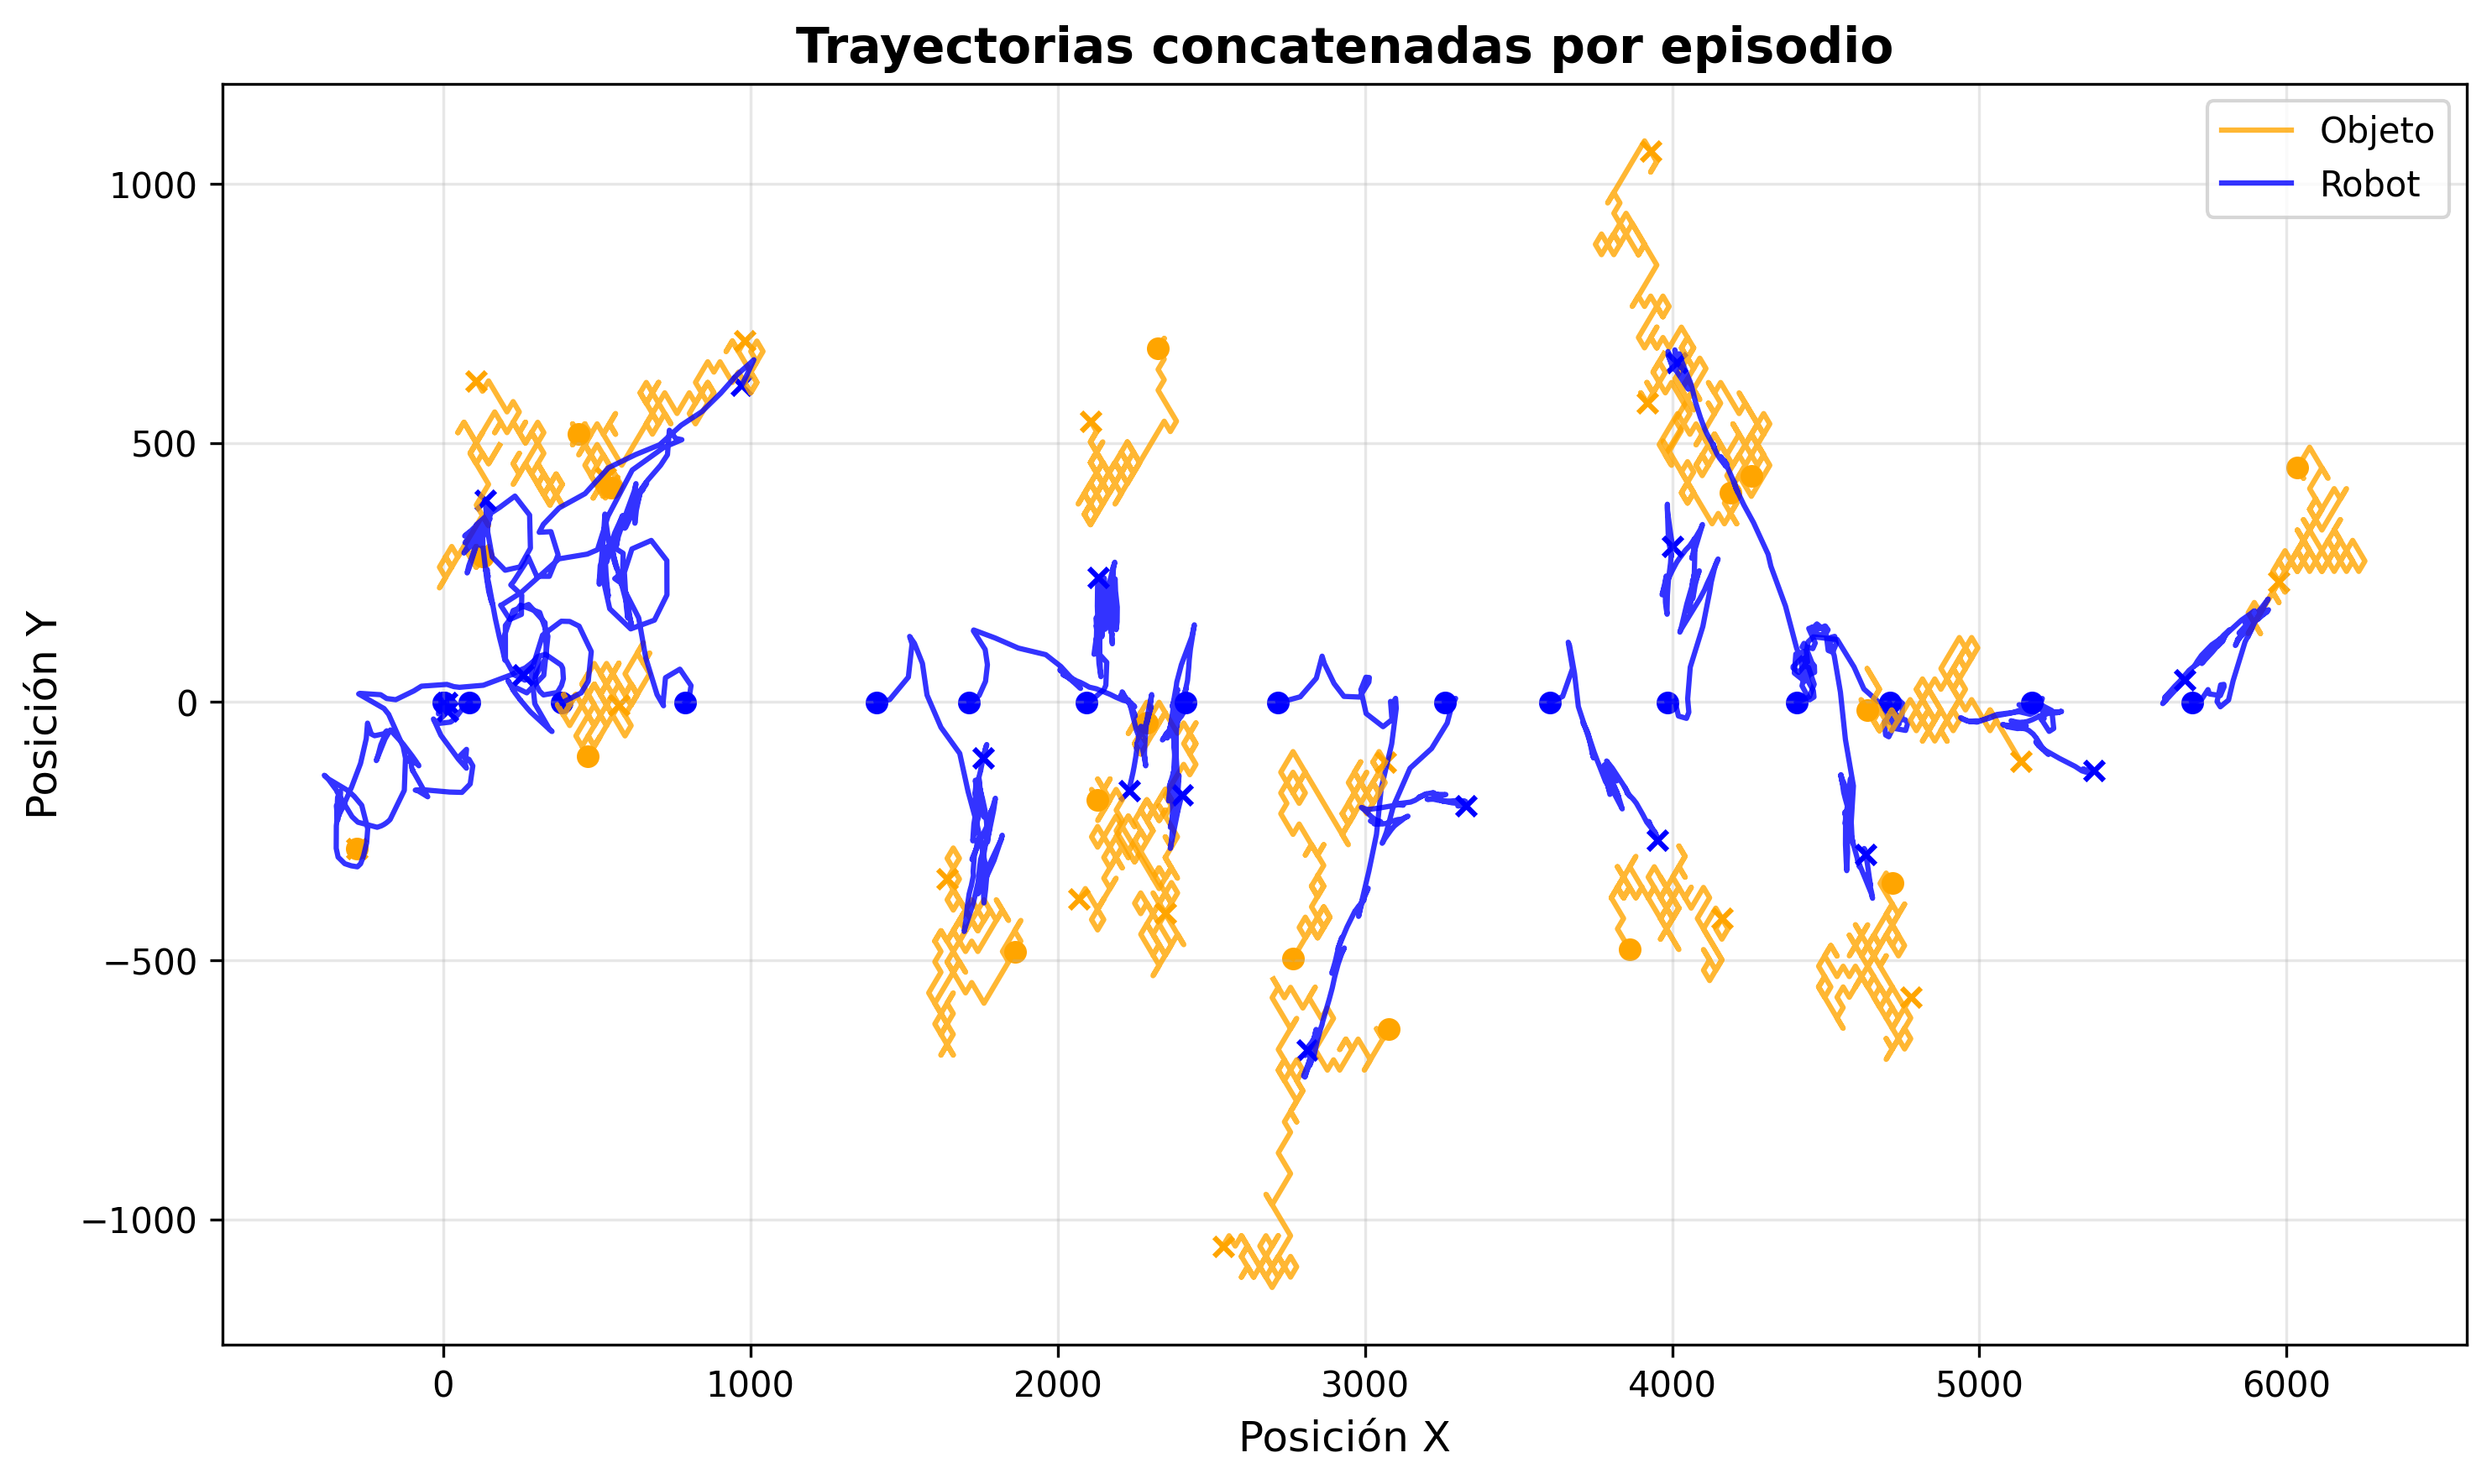 Trayectorias concatenadas por episodio
Objeto
Robot
Posición Y
1000
500
0
−500
−1000
0 1000 2000 3000 4000 5000 6000
Posición X